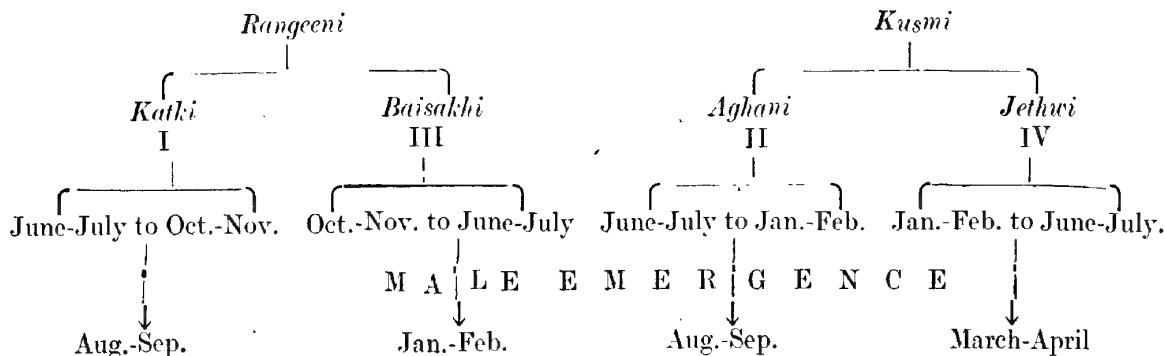 Rangeeni Kusmi
Katki Baisakhi Aghani Jethwi
I III II IV
June-July to Oct.-Nov. Oct.-Nov. to June-July June-July to Jan.-Feb. Jan.-Feb. to June-July.
M A L E E M E R G E N C E
Aug.-Sep. Jan.-Feb. Aug.-Sep. March-April